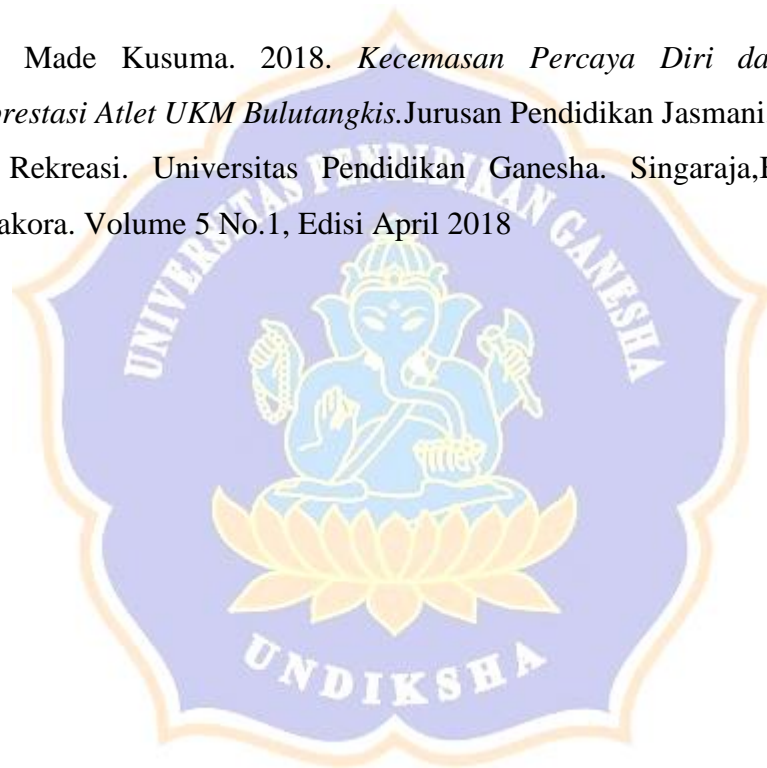 Made Kusuma. 2018. Kecemasan Percaya Diri da
prestasi Atlet UKM Bulutangkis.Jurusan Pendidikan Jasmani
Rekreasi. Universitas Pendidikan Ganesha. Singaraja,
akora. Volume 5 No.1, Edisi April 2018
UNIVERSITAS PENDIDIKAN GANESHA
UNDIKSHA